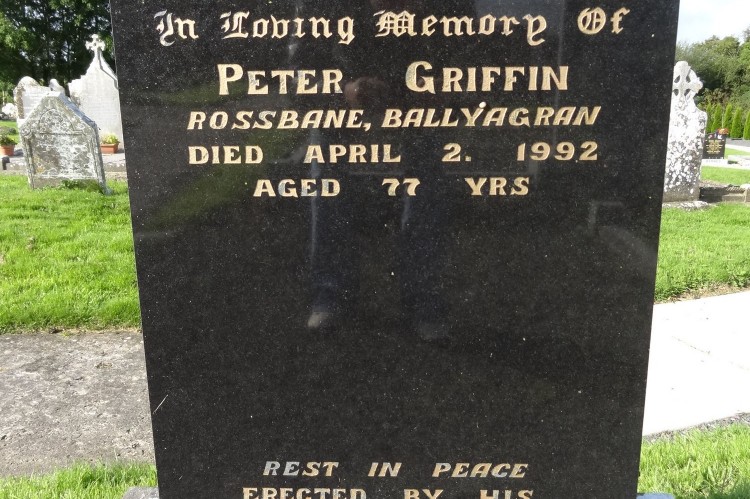 In Loving Memory Of
PETER GRIFFIN
ROSSBANE, BALLYAGRAN
DIED APRIL 2. 1992
AGED 77 YRS
REST IN PEACE
ERECTED BY HIS